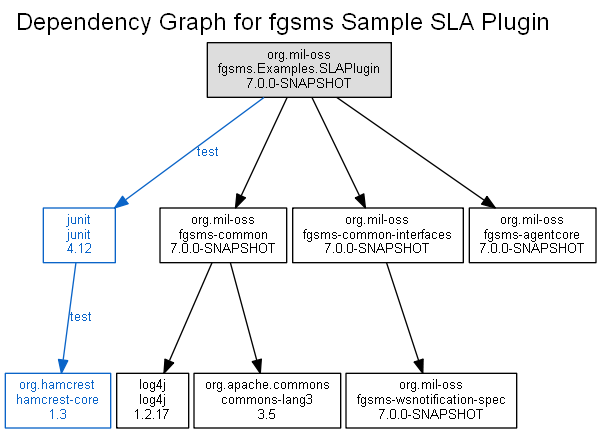 Dependency Graph for fgsms Sample SLA Plugin
org.mil-oss
fgsms.Examples.SLAPlugin
7.0.0-SNAPSHOT
test
junit
junit
4.12
org.mil-oss
fgsms-common
7.0.0-SNAPSHOT
org.mil-oss
fgsms-common-interfaces
7.0.0-SNAPSHOT
org.mil-oss
fgsms-agentcore
7.0.0-SNAPSHOT
test
org.hamcrest
hamcrest-core
1.3
log4j
log4j
1.2.17
org.apache.commons
commons-lang3
3.5
org.mil-oss
fgsms-wsnotification-spec
7.0.0-SNAPSHOT